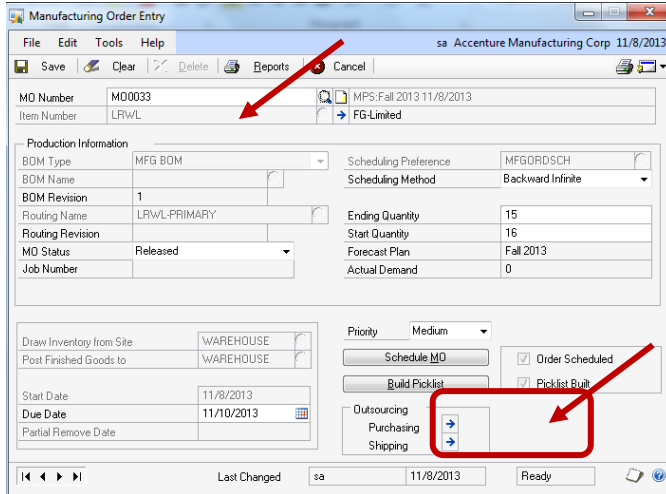 Manufacturing Order Entry
File Edit Tools Help sa Accenture Manufacturing Corp 11/8/2013
Save Clear Delete Reports Cancel
MO Number MO0033 MPS:Fall 2013 11/8/2013
Item Number LRWL FG-Limited
Production Information
BOM Type MFG BOM Scheduling Preference MFGORDSCH
BOM Name Scheduling Method Backward Infinite
BOM Revision 1
Routing Name LRWL-PRIMARY Ending Quantity 15
Routing Revision Start Quantity 16
MO Status Released Forecast Plan Fall 2013
Job Number Actual Demand 0
Priority Medium
Draw Inventory from Site WAREHOUSE Schedule MO Order Scheduled
Post Finished Goods to WAREHOUSE
Build Picklist Picklist Built
Start Date 11/8/2013
Due Date 11/10/2013 Outsourcing
Partial Remove Date Purchasing
Shipping
Last Changed sa 11/8/2013 Ready